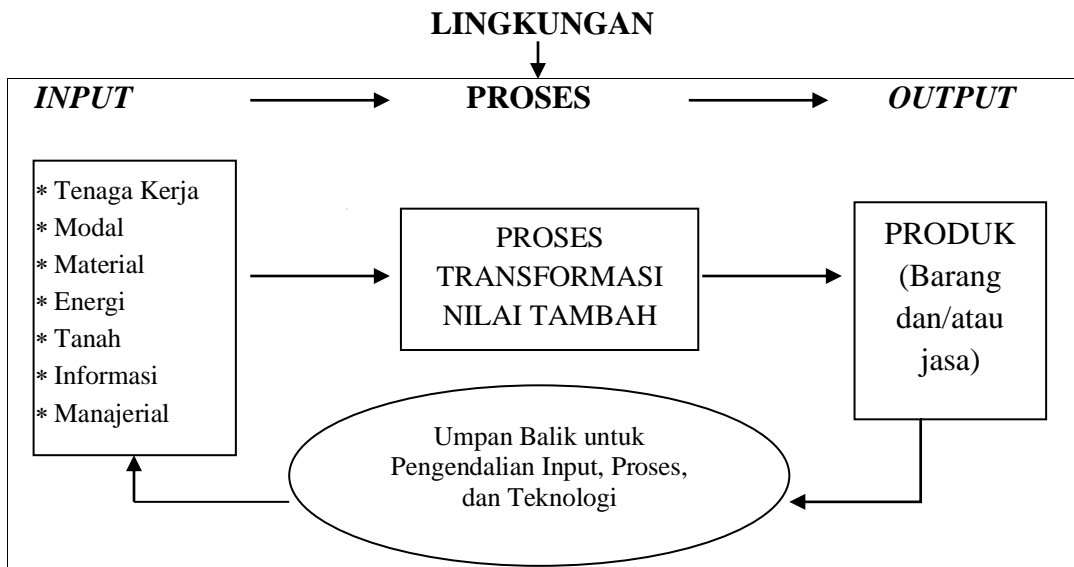 LINGKUNGAN
INPUT
PROSES
OUTPUT
* Tenaga Kerja
* Modal
* Material
* Energi
* Tanah
* Informasi
* Manajerial
PROSES
TRANSFORMASI
NILAI TAMBAH
PRODUK
(Barang
dan/atau
jasa)
Umpan Balik untuk
Pengendalian Input, Proses,
dan Teknologi